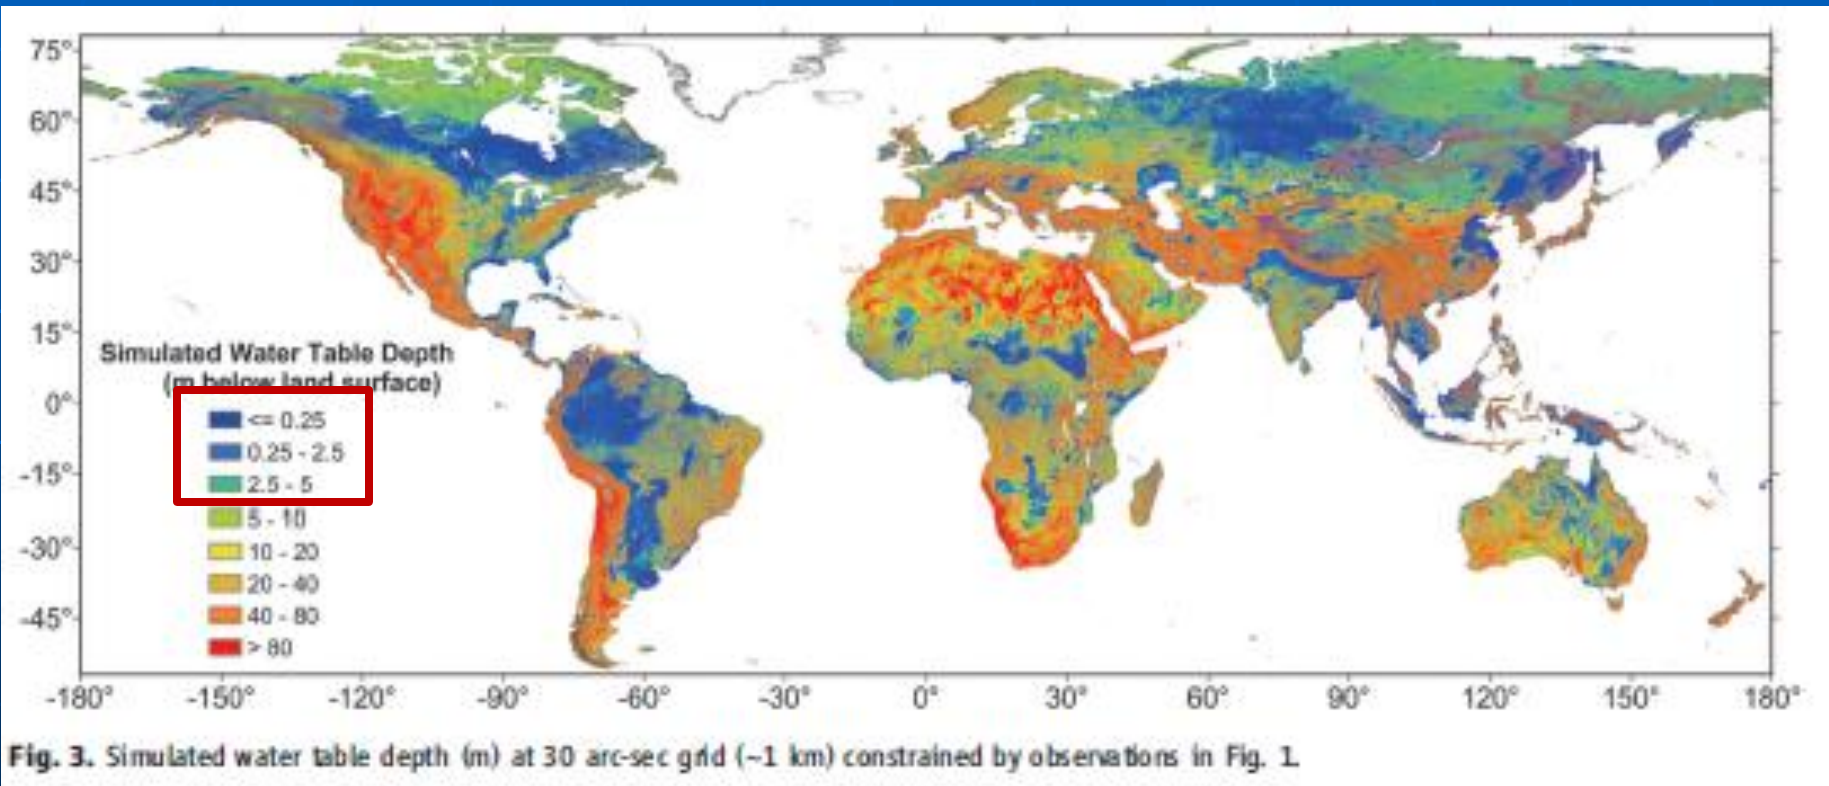 75°
60°
45°
30°
15°
0°
-15°
-30°
-45°
Simulated Water Table Depth
(m below land surface)
<= 0.25
0.25 - 2.5
2.5 - 5
5 - 10
10 - 20
20 - 40
40 - 80
> 80
-180° -150° -120° -90° -60° -30° 0° 30° 60° 90° 120° 150° 180°
Fig. 3. Simulated water table depth (m) at 30 arc-sec grid (~1 km) constrained by observations in Fig. 1.